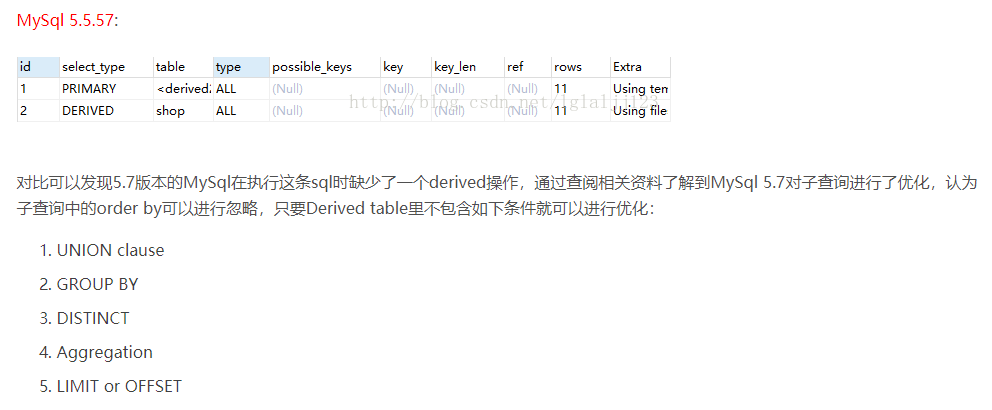 MySql 5.5.57:
id select_type table type possible_keys key key_len ref rows Extra
1 PRIMARY <derived2 ALL (Null) (Null) (Null) (Null) 11 Using tem
2 DERIVED shop ALL (Null) (Null) (Null) (Null) 11 Using file
对比可以发现5.7版本的MySql在执行这条sql时缺少了一个derived操作，通过查阅相关资料了解到MySql 5.7对子查询进行了优化，认为
子查询中的order by可以进行忽略，只要Derived table里不包含如下条件就可以进行优化：
1. UNION clause
2. GROUP BY
3. DISTINCT
4. Aggregation
5. LIMIT or OFFSET